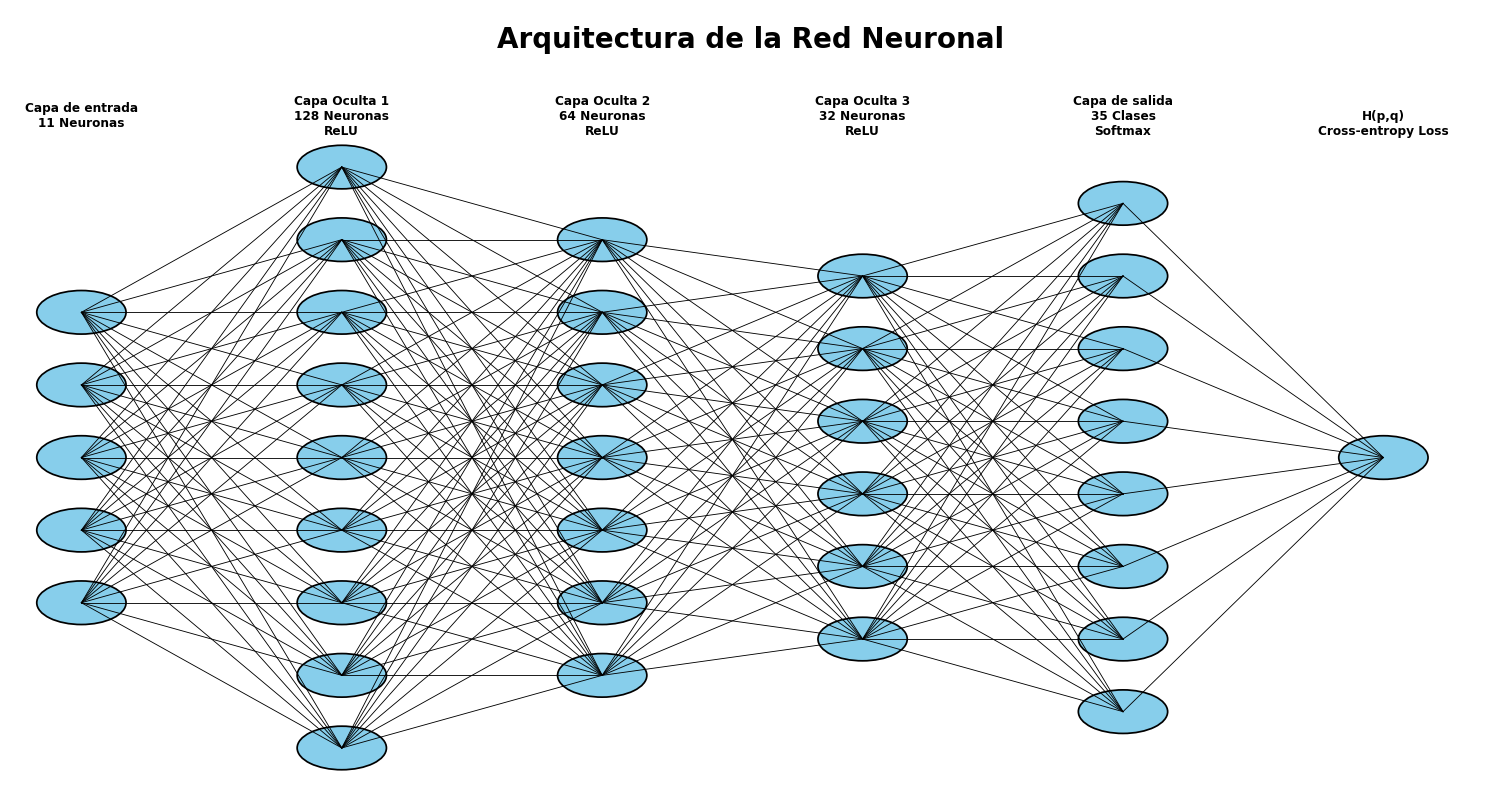 Arquitectura de la Red Neuronal
Capa de entrada
11 Neuronas
Capa Oculta 1
128 Neuronas
ReLU
Capa Oculta 2
64 Neuronas
ReLU
Capa Oculta 3
32 Neuronas
ReLU
Capa de salida
35 Clases
Softmax
H(p,q)
Cross-entropy Loss